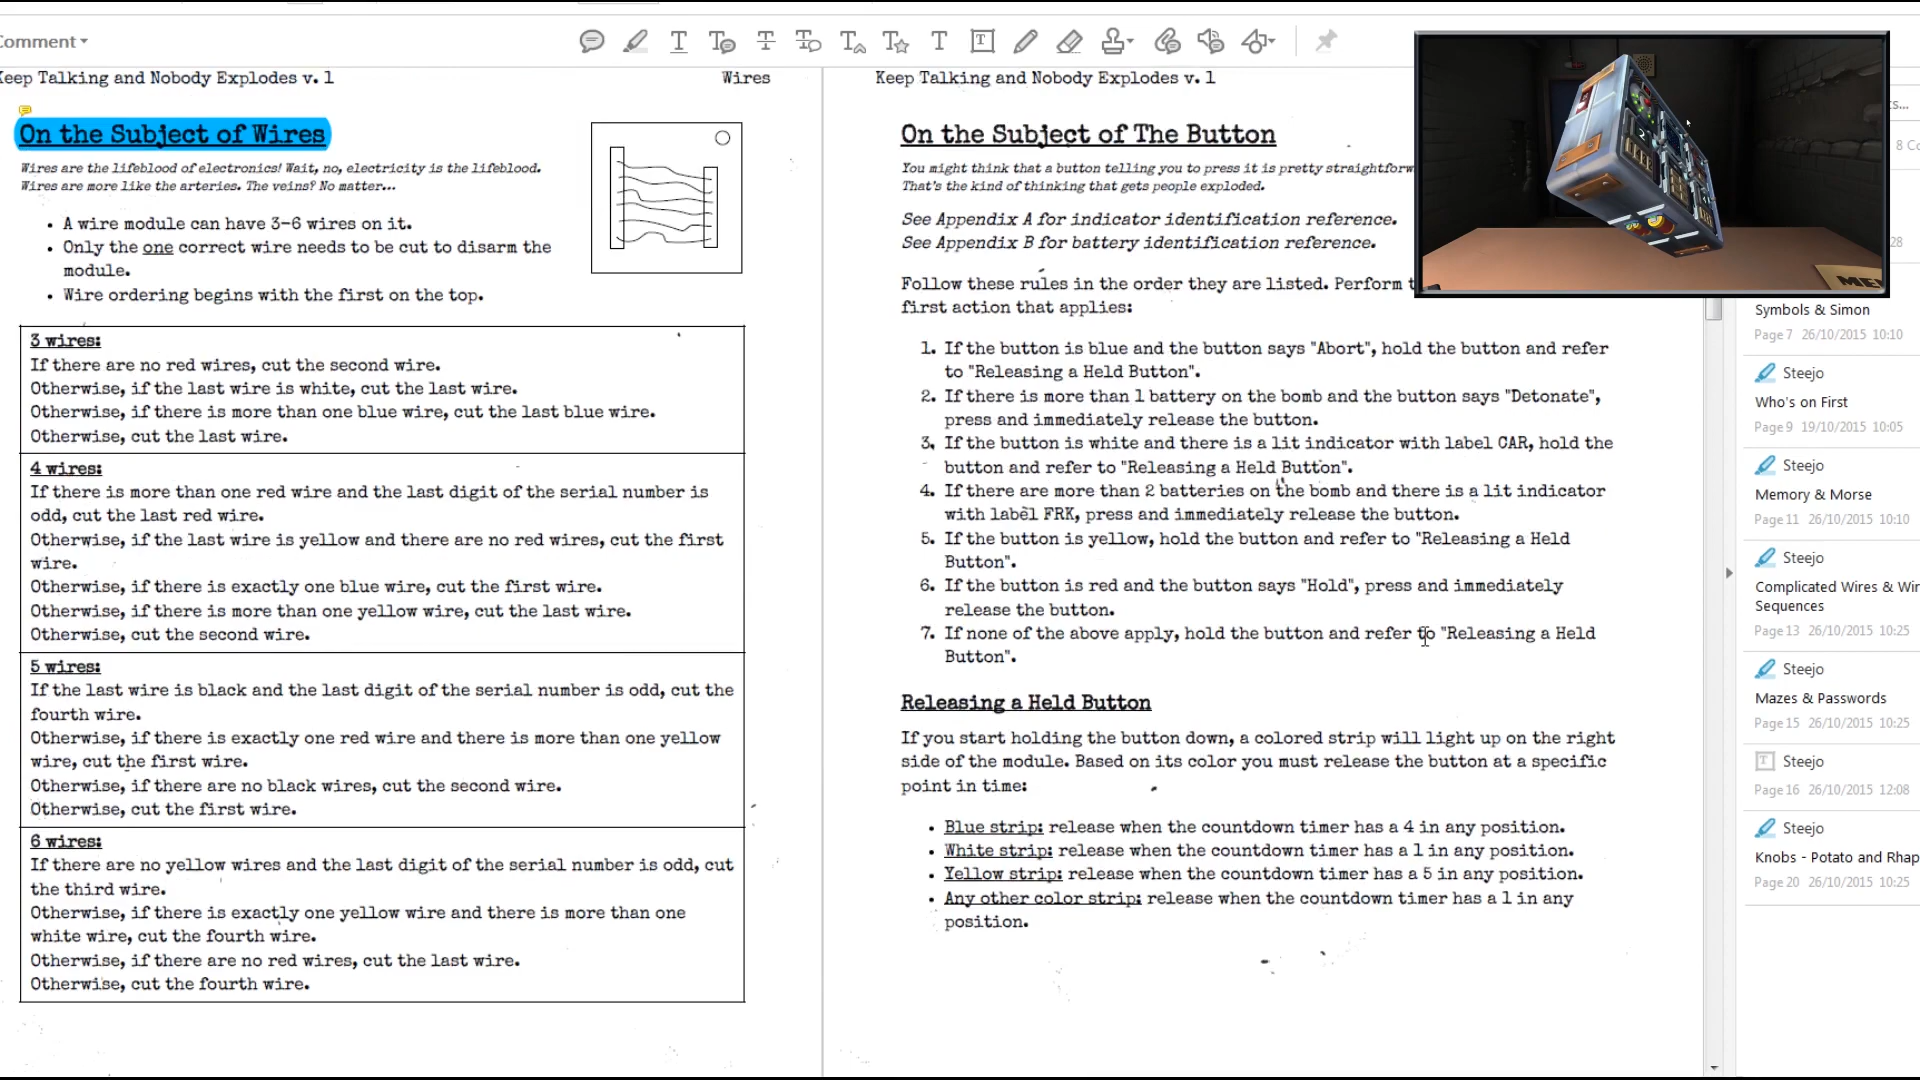 Comment
Keep Talking and Nobody Explodes v. 1
Wires
On the Subject of Wires
Wires are the lifeblood of electronics! Wait, no, electricity is the lifeblood.
Wires are more like the arteries. The veins? No matter...
• A wire module can have 3-6 wires on it.
• Only the one correct wire needs to be cut to disarm the
module.
• Wire ordering begins with the first on the top.
3 wires:
If there are no red wires, cut the second wire.
Otherwise, if the last wire is white, cut the last wire.
Otherwise, if there is more than one blue wire, cut the last blue wire.
Otherwise, cut the last wire.
4 wires:
If there is more than one red wire and the last digit of the serial number is
odd, cut the last red wire.
Otherwise, if the last wire is yellow and there are no red wires, cut the first
wire.
Otherwise, if there is exactly one blue wire, cut the first wire.
Otherwise, if there is more than one yellow wire, cut the last wire.
Otherwise, cut the second wire.
5 wires:
If the last wire is black and the last digit of the serial number is odd, cut the
fourth wire.
Otherwise, if there is exactly one red wire and there is more than one yellow
wire, cut the first wire.
Otherwise, if there are no black wires, cut the second wire.
Otherwise, cut the first wire.
6 wires:
If there are no yellow wires and the last digit of the serial number is odd, cut
the third wire.
Otherwise, if there is exactly one yellow wire and there is more than one
white wire, cut the fourth wire.
Otherwise, if there are no red wires, cut the last wire.
Otherwise, cut the fourth wire.
Keep Talking and Nobody Explodes v. 1
On the Subject of The Button
You might think that a button telling you to press it is pretty straightforw
That's the kind of thinking that gets people exploded.
See Appendix A for indicator identification reference.
See Appendix B for battery identification reference.
Follow these rules in the order they are listed. Perform t
first action that applies:
1. If the button is blue and the button says "Abort", hold the button and refer
to "Releasing a Held Button".
2. If there is more than 1 battery on the bomb and the button says "Detonate",
press and immediately release the button.
3. If the button is white and there is a lit indicator with label CAR, hold the
button and refer to "Releasing a Held Button".
4. If there are more than 2 batteries on the bomb and there is a lit indicator
with label FRK, press and immediately release the button.
5. If the button is yellow, hold the button and refer to "Releasing a Held
Button".
6. If the button is red and the button says "Hold", press and immediately
release the button.
7. If none of the above apply, hold the button and refer to "Releasing a Held
Button".
Releasing a Held Button
If you start holding the button down, a colored strip will light up on the right
side of the module. Based on its color you must release the button at a specific
point in time:
• Blue strip: release when the countdown timer has a 4 in any position.
• White strip: release when the countdown timer has a 1 in any position.
• Yellow strip: release when the countdown timer has a 5 in any position.
• Any other color strip: release when the countdown timer has a 1 in any
position.
ts...
8 Co
28
Symbols & Simon
Page 7 26/10/2015 10:10
Steejo
Who's on First
Page 9 19/10/2015 10:05
Steejo
Memory & Morse
Page 11 26/10/2015 10:10
Steejo
Complicated Wires & Wir
Sequences
Page 13 26/10/2015 10:25
Steejo
Mazes & Passwords
Page 15 26/10/2015 10:25
Steejo
Page 16 26/10/2015 12:08
Steejo
Knobs - Potato and Rhap
Page 20 26/10/2015 10:25